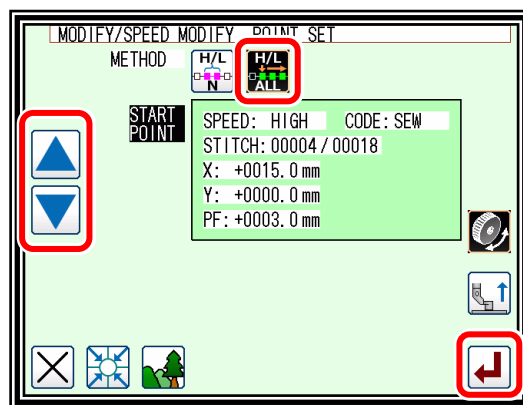 MODIFY/SPEED MODIFY POINT SET
METHOD
H/L
N
H/L
ALL
START
POINT
SPEED: HIGH CODE: SEW
STITCH: 00004 / 00018
X: +0015.0 mm
Y: +0000.0 mm
PF: +0003.0 mm